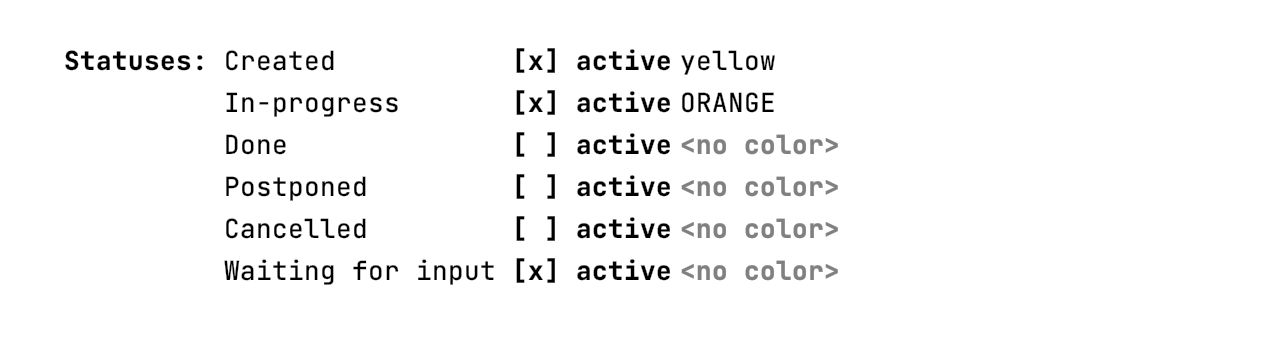 Statuses: Created [x] active yellow
In-progress [x] active ORANGE
Done [ ] active <no color>
Postponed [ ] active <no color>
Cancelled [ ] active <no color>
Waiting for input [x] active <no color>